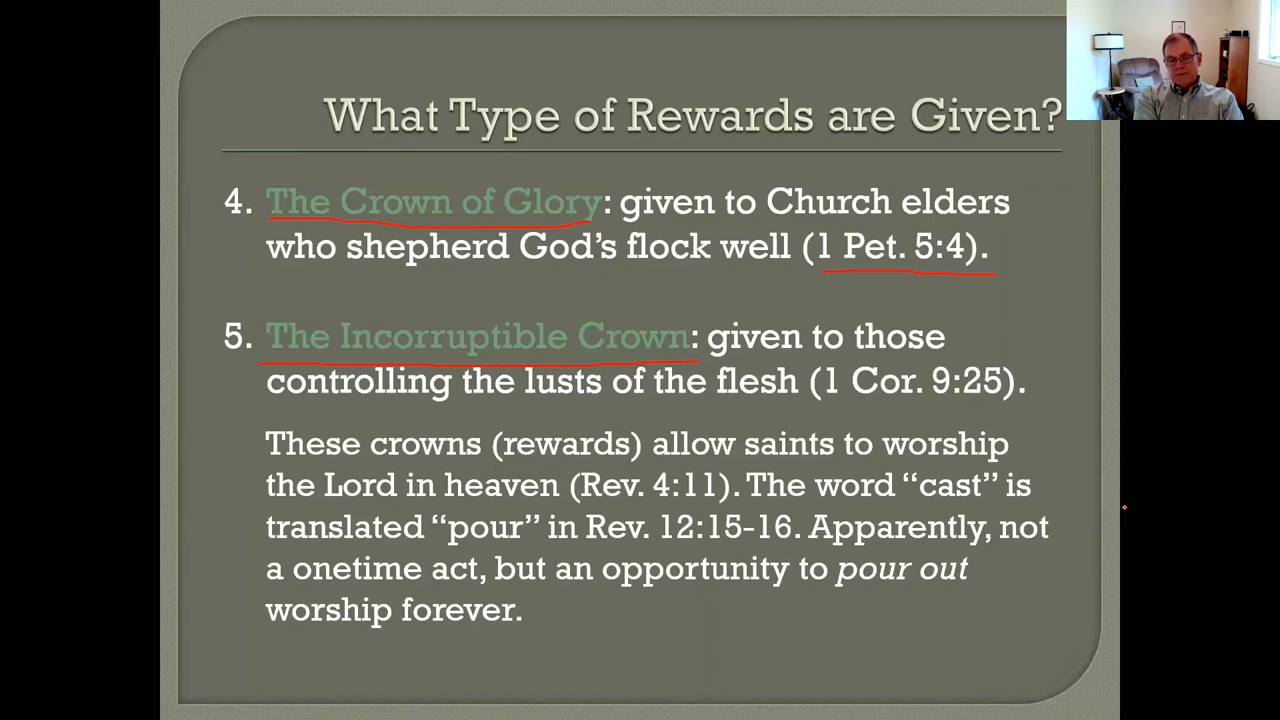 What Type of Rewards are Given?
4. The Crown of Glory: given to Church elders
who shepherd God’s flock well (1 Pet. 5:4).
5. The Incorruptible Crown: given to those
controlling the lusts of the flesh (1 Cor. 9:25).
These crowns (rewards) allow saints to worship
the Lord in heaven (Rev. 4:11). The word “cast” is
translated “pour” in Rev. 12:15-16. Apparently, not
a onetime act, but an opportunity to pour out
worship forever.